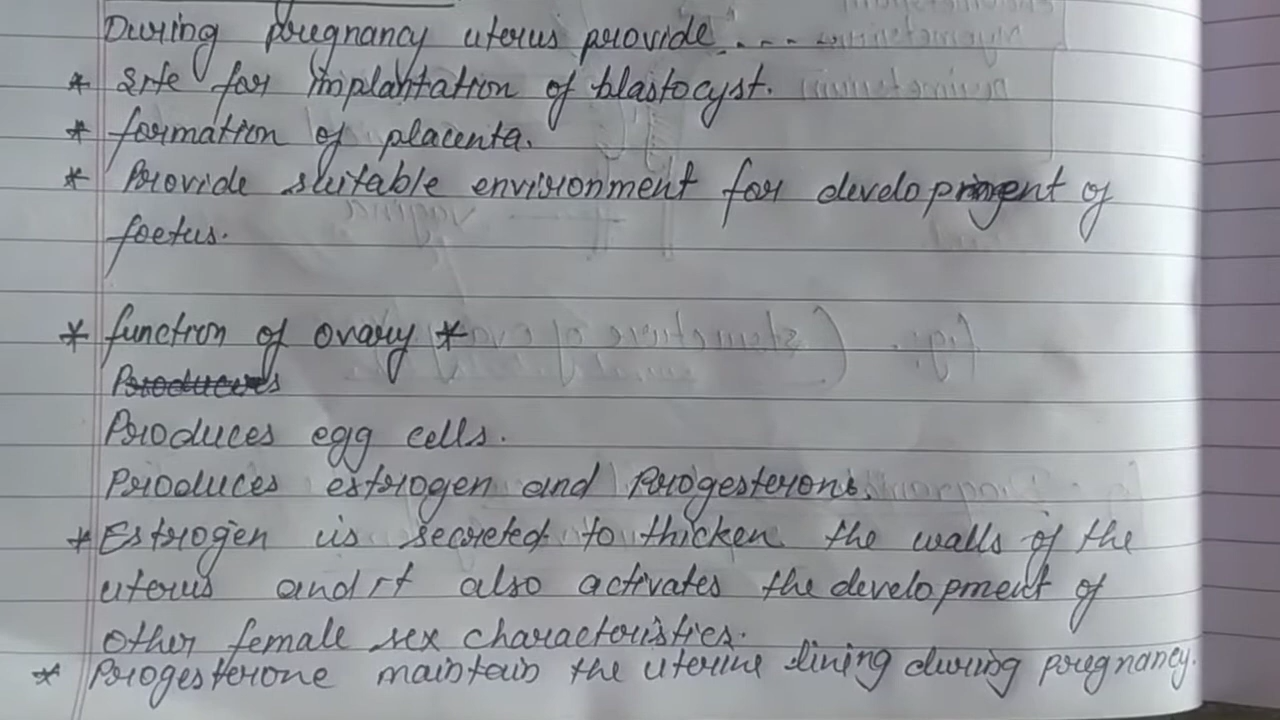 During pregnancy uterus provide - - - -
* Site for implantation of blastocyst.
* formation of placenta.
* Provide suitable environment for development of
foetus.
* function of ovary *
Produces
Produces egg cells.
Produces estrogen and Progesterons.
* Estrogen is secreted to thicken the walls of the
uterus and it also activates the development of
other female sex characteristics.
* Progesterone maintain the uterine lining during pregnancy.